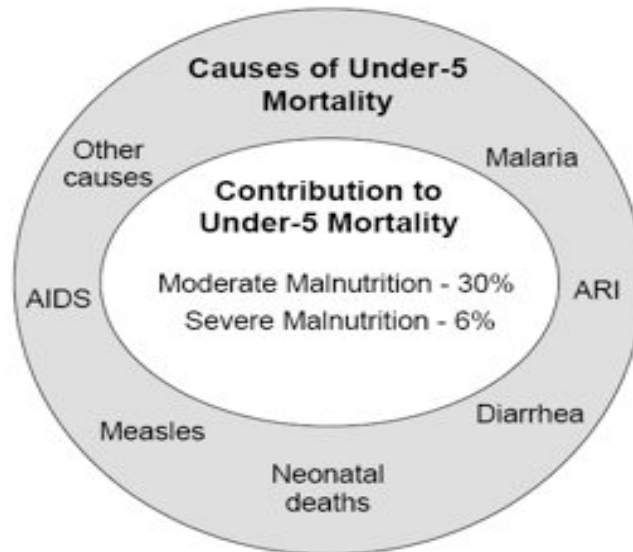 Causes of Under-5
Mortality
Other
causes
Malaria
Contribution to
Under-5 Mortality
Moderate Malnutrition - 30%
Severe Malnutrition - 6%
AIDS
ARI
Measles
Diarrhea
Neonatal
deaths